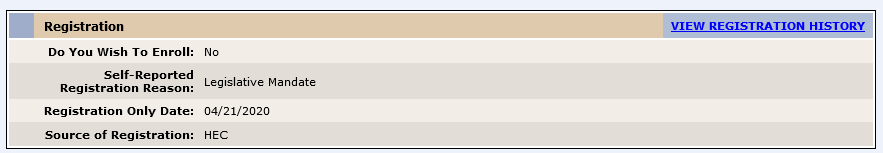 Registration VIEW REGISTRATION HISTORY
Do You Wish To Enroll: No
Self-Reported
Registration Reason: Legislative Mandate
Registration Only Date: 04/21/2020
Source of Registration: HEC